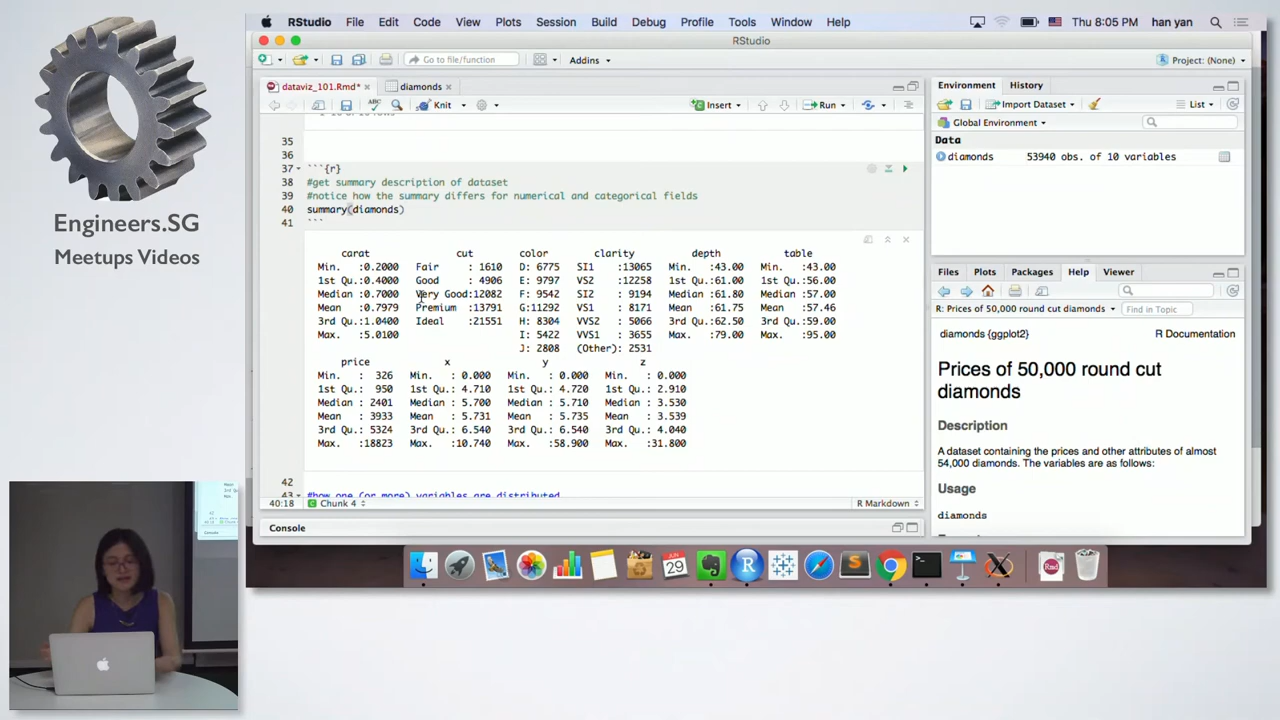 RStudio File Edit Code View Plots Session Build Debug Profile Tools Window Help Thu 8:05 PM han yan
RStudio
Go to file/function Addins Project: (None)
dataviz_101.Rmd* diamonds
Knit Insert Run
35
36
37 ```{r}
38 #get summary description of dataset
39 #notice how the summary differs for numerical and categorical fields
40 summary(diamonds)
41 ```
carat cut color clarity depth table
Min. :0.2000 Fair : 1610 D: 6775 SI1 :13065 Min. :43.00 Min. :43.00
1st Qu.:0.4000 Good : 4906 E: 9797 VS2 :12258 1st Qu.:61.00 1st Qu.:56.00
Median :0.7000 Very Good:12082 F: 9542 SI2 : 9194 Median :61.80 Median :57.00
Mean :0.7979 Premium :13791 G:11292 VS1 : 8171 Mean :61.75 Mean :57.46
3rd Qu.:1.0400 Ideal :21551 H: 8304 VVS2 : 5066 3rd Qu.:62.50 3rd Qu.:59.00
Max. :5.0100 I: 5422 VVS1 : 3655 Max. :79.00 Max. :95.00
J: 2808 (Other): 2531
price x y z
Min. : 326 Min. : 0.000 Min. : 0.000 Min. : 0.000
1st Qu.: 950 1st Qu.: 4.710 1st Qu.: 4.720 1st Qu.: 2.910
Median : 2401 Median : 5.700 Median : 5.710 Median : 3.530
Mean : 3933 Mean : 5.731 Mean : 5.735 Mean : 3.539
3rd Qu.: 5324 3rd Qu.: 6.540 3rd Qu.: 6.540 3rd Qu.: 4.040
Max. :18823 Max. :10.740 Max. :58.900 Max. :31.800
42
43 #how one (or more) variables are distributed
40:18 Chunk 4 R Markdown
Console
Environment History
Import Dataset List
Global Environment
Data
diamonds 53940 obs. of 10 variables
Files Plots Packages Help Viewer
R: Prices of 50,000 round cut diamonds Find in Topic
diamonds {ggplot2} R Documentation
Prices of 50,000 round cut
diamonds
Description
A dataset containing the prices and other attributes of almost
54,000 diamonds. The variables are as follows:
Usage
diamonds
JUN
29
Rmd
Engineers.SG
Meetups Videos